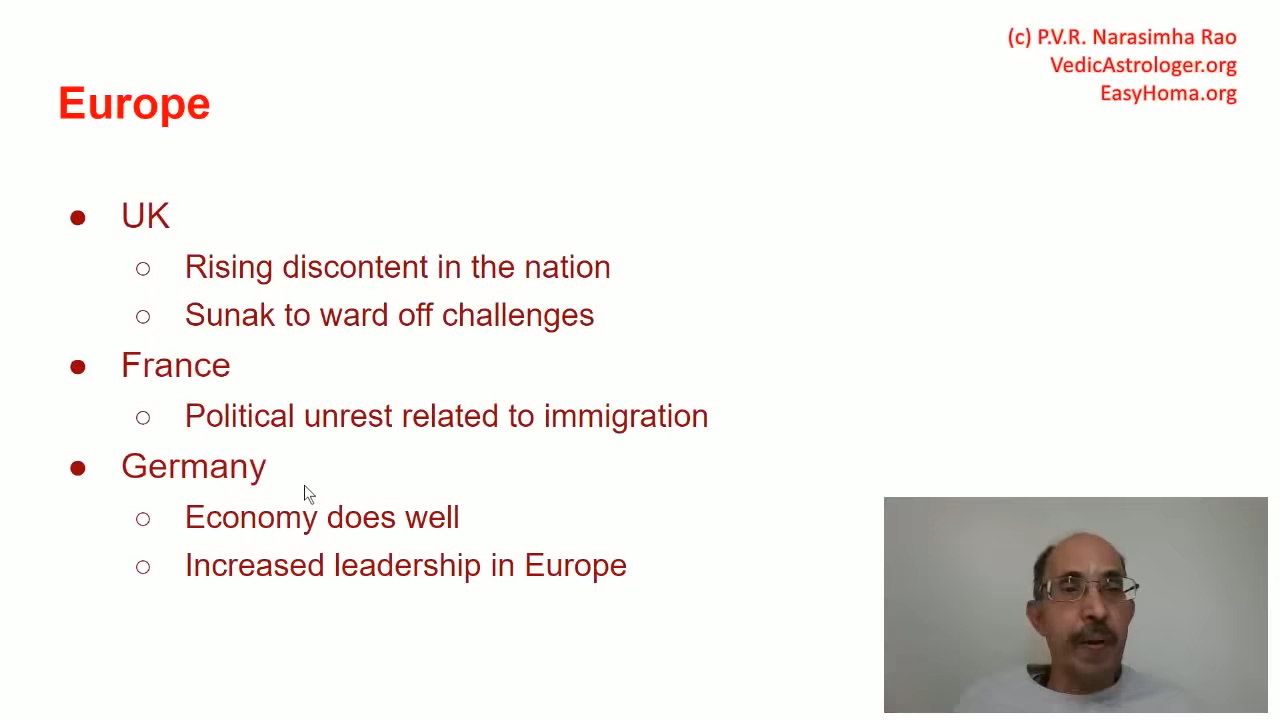 (c) P.V.R. Narasimha Rao
VedicAstrologer.org
EasyHoma.org
Europe
● UK
○ Rising discontent in the nation
○ Sunak to ward off challenges
● France
○ Political unrest related to immigration
● Germany
○ Economy does well
○ Increased leadership in Europe